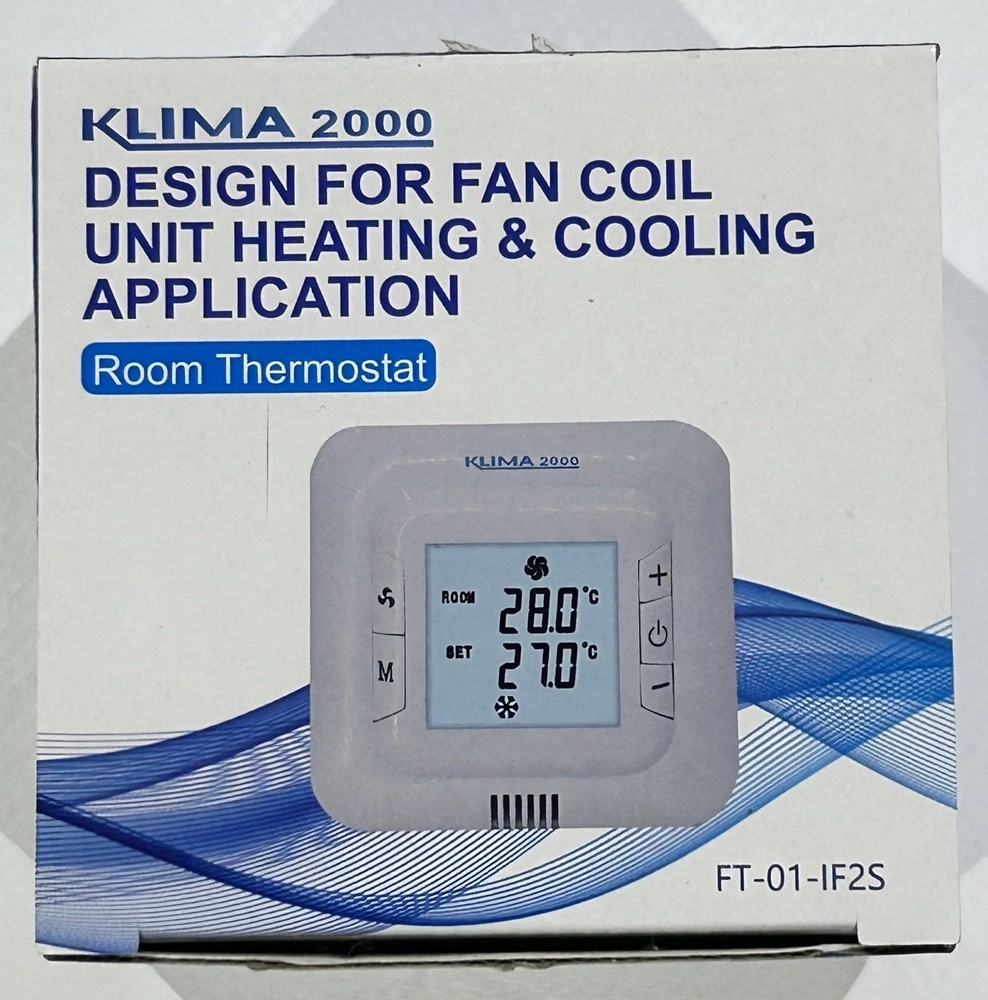 KLIMA 2000
DESIGN FOR FAN COIL
UNIT HEATING & COOLING
APPLICATION
Room Thermostat
KLIMA 2000
ROOM 28.0°C
SET 27.0°C
M
+
−
FT-01-IF2S